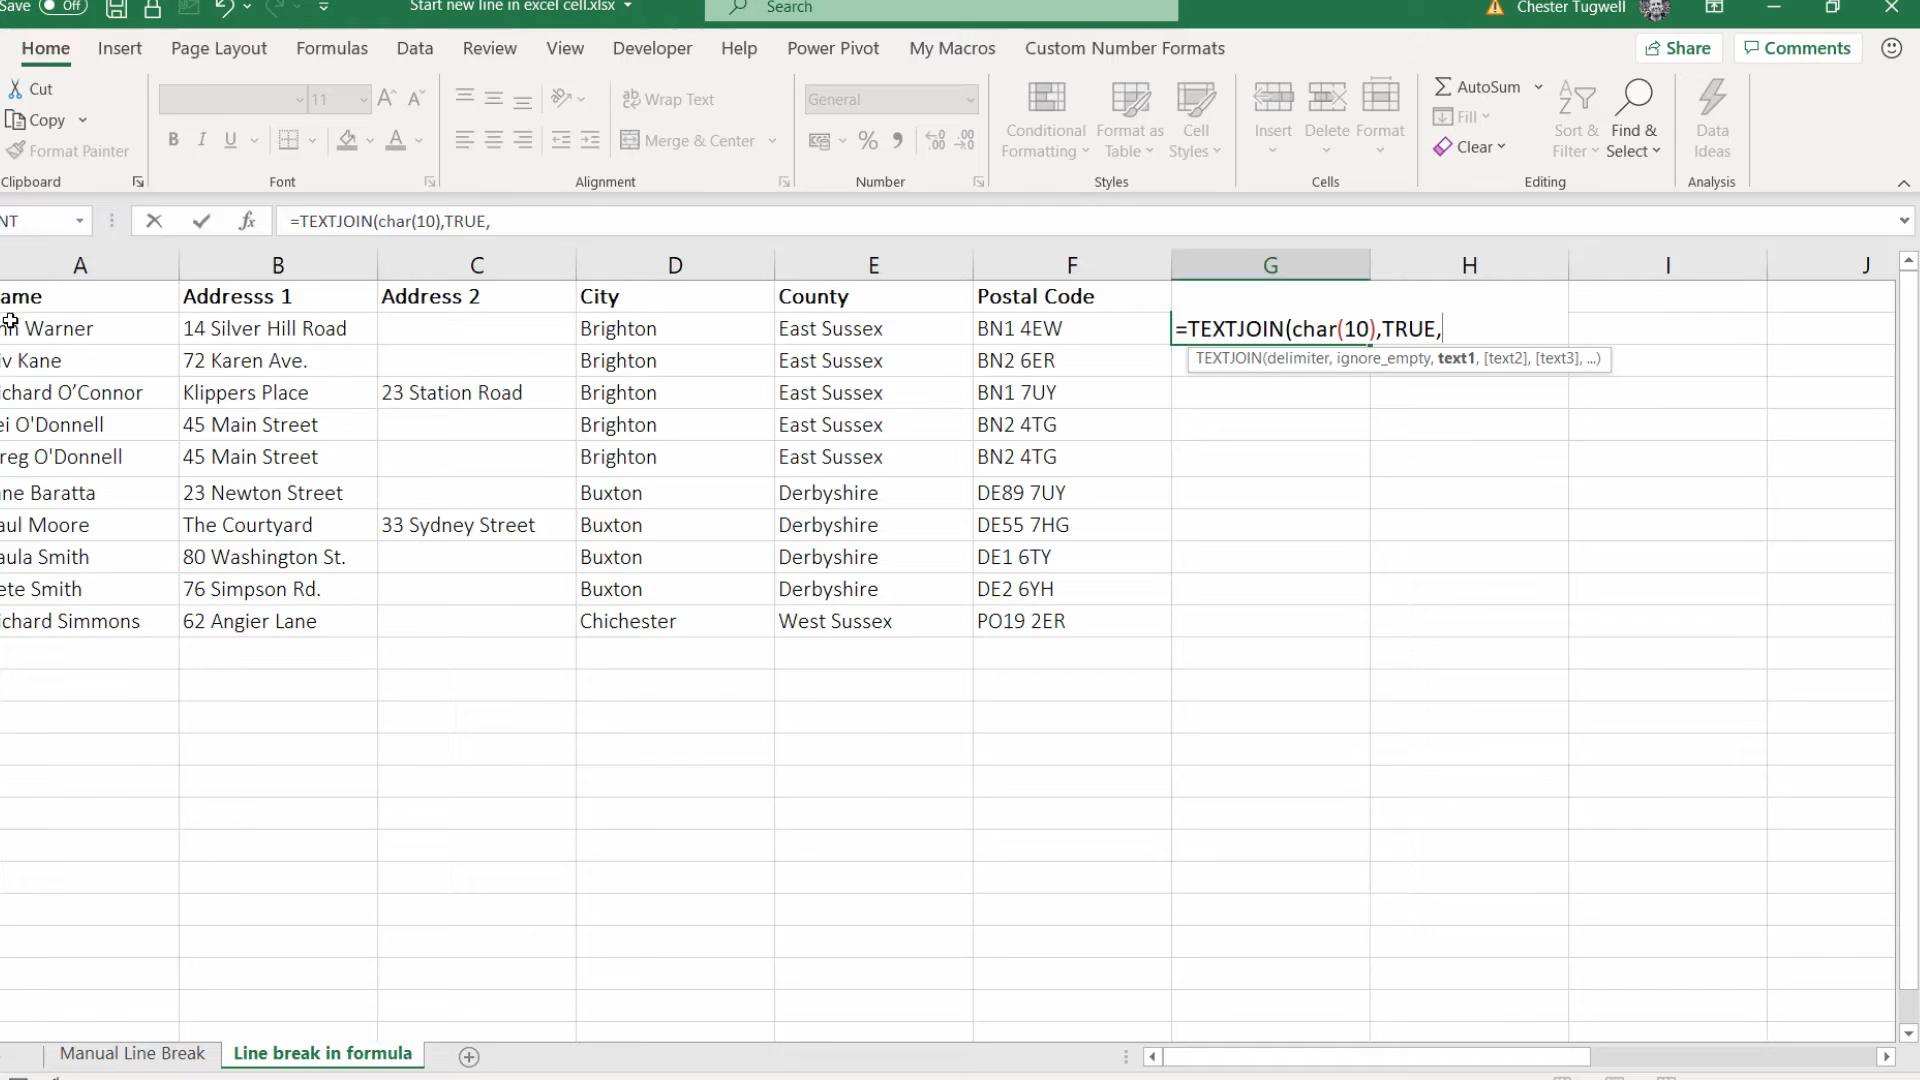 Save Off Start new line in excel cell.xlsx Search Chester Tugwell
Home Insert Page Layout Formulas Data Review View Developer Help Power Pivot My Macros Custom Number Formats Share Comments
Cut
Copy
Format Painter
Clipboard
11 A A
B I U A
Font
Wrap Text
Merge & Center
Alignment
General
%
Number
Conditional Formatting
Format as Table
Cell Styles
Styles
Insert Delete Format
Cells
AutoSum
Fill
Clear
Sort & Filter
Find & Select
Editing
Data Ideas
Analysis
NT fx =TEXTJOIN(char(10),TRUE,
A B C D E F G H I J
ame Addresss 1 Address 2 City County Postal Code
hn Warner 14 Silver Hill Road Brighton East Sussex BN1 4EW =TEXTJOIN(char(10),TRUE,
iv Kane 72 Karen Ave. Brighton East Sussex BN2 6ER TEXTJOIN(delimiter, ignore_empty, text1, [text2], [text3], ...)
ichard O’Connor Klippers Place 23 Station Road Brighton East Sussex BN1 7UY
ei O'Donnell 45 Main Street Brighton East Sussex BN2 4TG
reg O'Donnell 45 Main Street Brighton East Sussex BN2 4TG
ne Baratta 23 Newton Street Buxton Derbyshire DE89 7UY
aul Moore The Courtyard 33 Sydney Street Buxton Derbyshire DE55 7HG
aula Smith 80 Washington St. Buxton Derbyshire DE1 6TY
ete Smith 76 Simpson Rd. Buxton Derbyshire DE2 6YH
ichard Simmons 62 Angier Lane Chichester West Sussex PO19 2ER
Manual Line Break Line break in formula